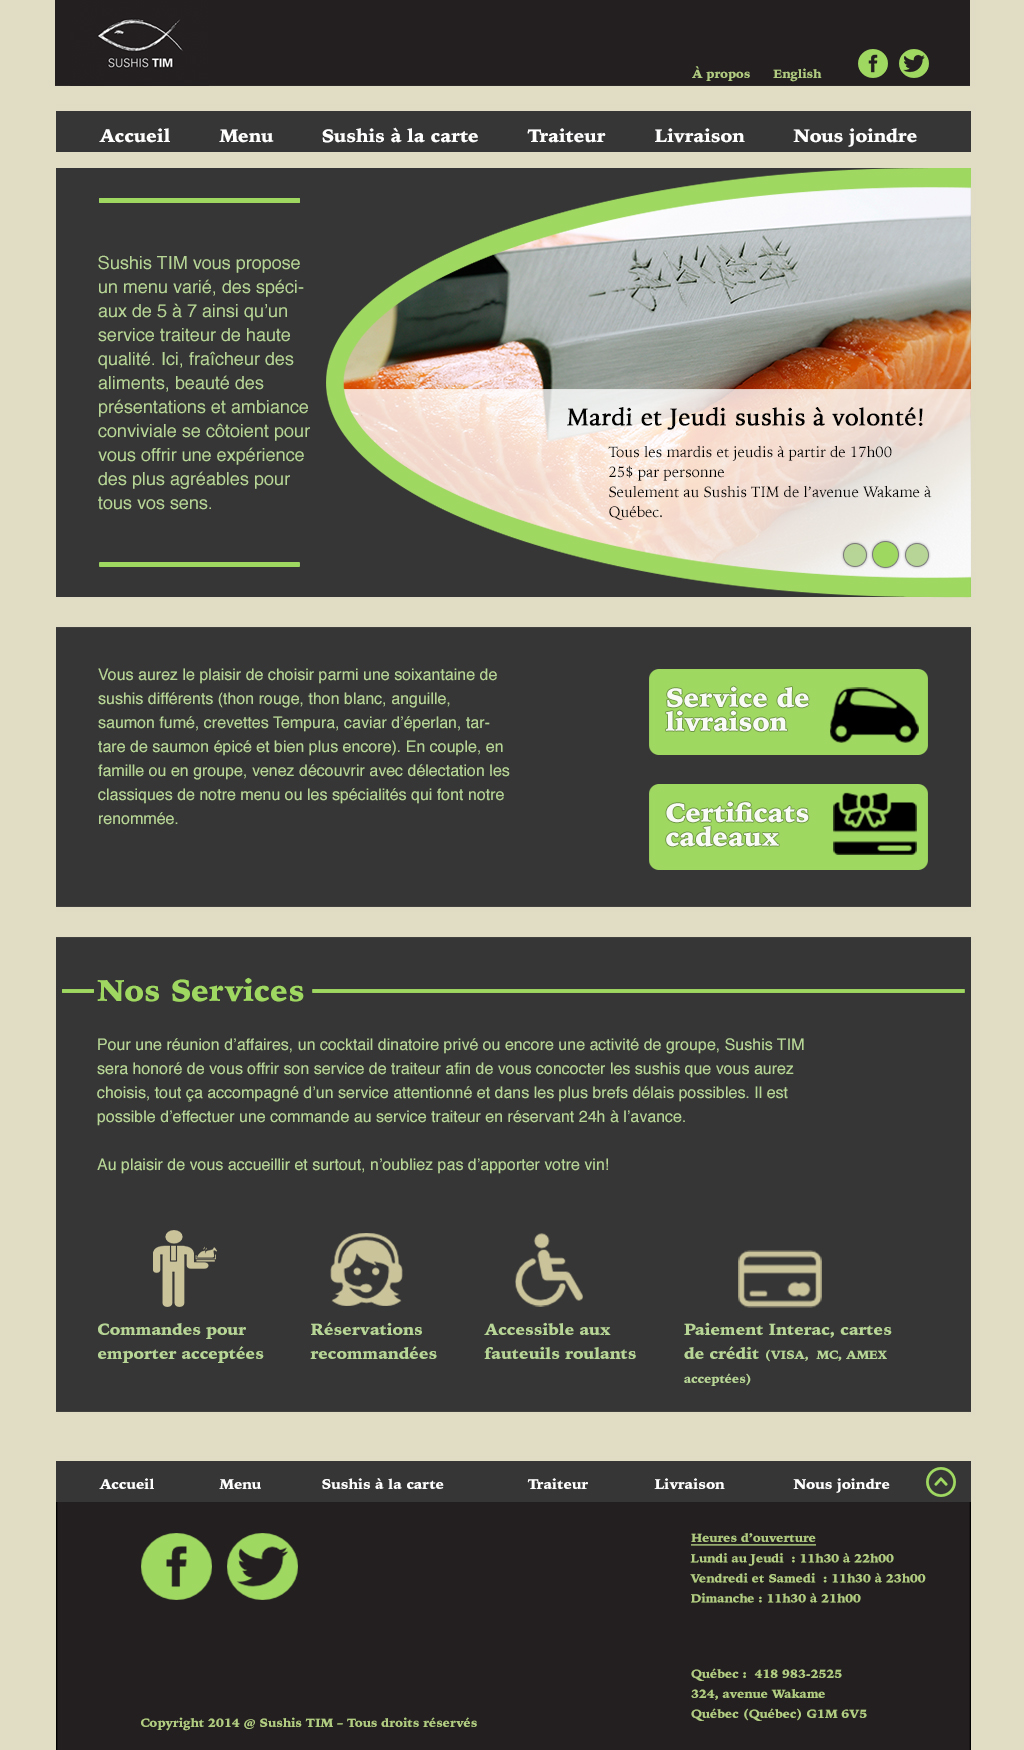 SUSHIS TIM
À propos English
Accueil Menu Sushis à la carte Traiteur Livraison Nous joindre
Sushis TIM vous propose
un menu varié, des spéci-
aux de 5 à 7 ainsi qu'un
service traiteur de haute
qualité. Ici, fraîcheur des
aliments, beauté des
présentations et ambiance
conviviale se côtoient pour
vous offrir une expérience
des plus agréables pour
tous vos sens.
Mardi et Jeudi sushis à volonté!
Tous les mardis et jeudis à partir de 17h00
25$ par personne
Seulement au Sushis TIM de l'avenue Wakame à
Québec.
Vous aurez le plaisir de choisir parmi une soixantaine de
sushis différents (thon rouge, thon blanc, anguille,
saumon fumé, crevettes Tempura, caviar d'éperlan, tar-
tare de saumon épicé et bien plus encore). En couple, en
famille ou en groupe, venez découvrir avec délectation les
classiques de notre menu ou les spécialités qui font notre
renommée.
Service de
livraison
Certificats
cadeaux
Nos Services
Pour une réunion d'affaires, un cocktail dinatoire privé ou encore une activité de groupe, Sushis TIM
sera honoré de vous offrir son service de traiteur afin de vous concocter les sushis que vous aurez
choisis, tout ça accompagné d'un service attentionné et dans les plus brefs délais possibles. Il est
possible d'effectuer une commande au service traiteur en réservant 24h à l'avance.
Au plaisir de vous accueillir et surtout, n'oubliez pas d'apporter votre vin!
Commandes pour
emporter acceptées
Réservations
recommandées
Accessible aux
fauteuils roulants
Paiement Interac, cartes
de crédit (VISA, MC, AMEX
acceptées)
Accueil Menu Sushis à la carte Traiteur Livraison Nous joindre
Heures d'ouverture
Lundi au Jeudi : 11h30 à 22h00
Vendredi et Samedi : 11h30 à 23h00
Dimanche : 11h30 à 21h00
Québec : 418 983-2525
324, avenue Wakame
Québec (Québec) G1M 6V5
Copyright 2014 @ Sushis TIM – Tous droits réservés